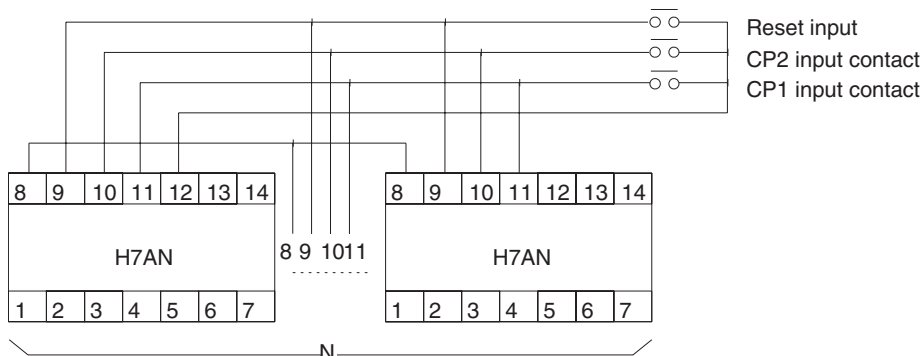 Reset input
CP2 input contact
CP1 input contact
8 9 10 11 12 13 14
8 9 10 11 12 13 14
H7AN
8 9 10 11
H7AN
1 2 3 4 5 6 7
1 2 3 4 5 6 7
N